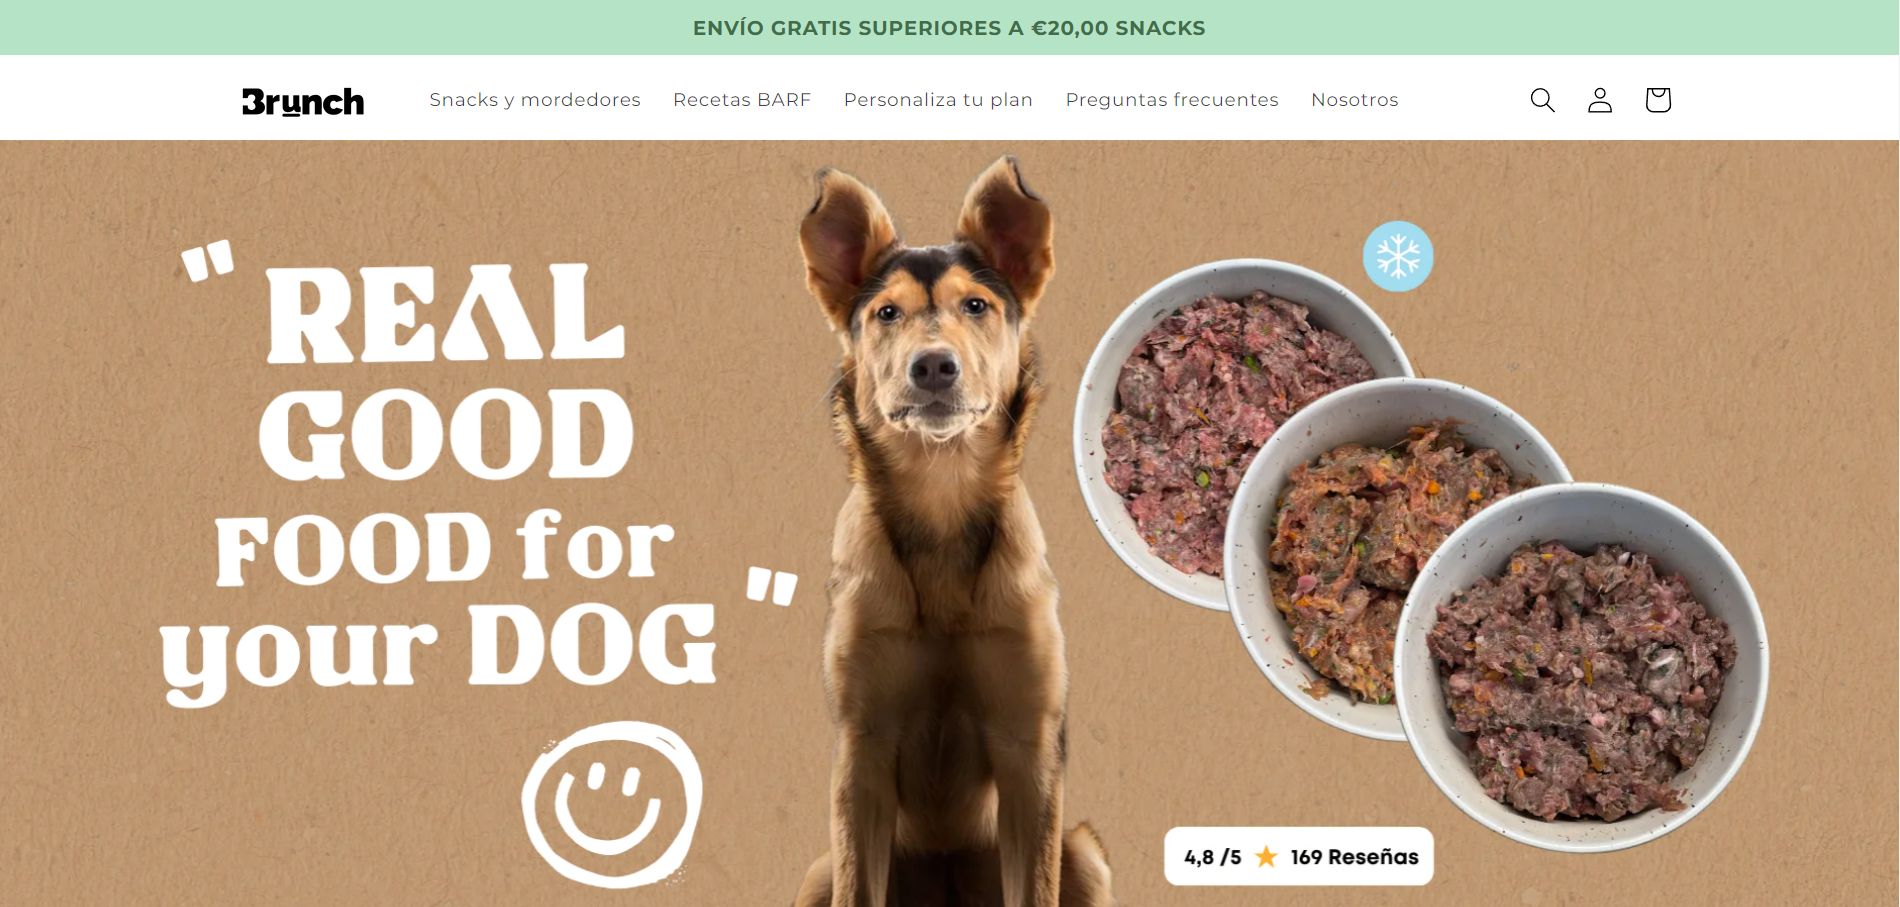 ENVÍO GRATIS SUPERIORES A €20,00 SNACKS
Brunch
Snacks y mordedores
Recetas BARF
Personaliza tu plan
Preguntas frecuentes
Nosotros
"REAL
GOOD
FOOD for
your DOG"
4,8 /5 ★ 169 Reseñas